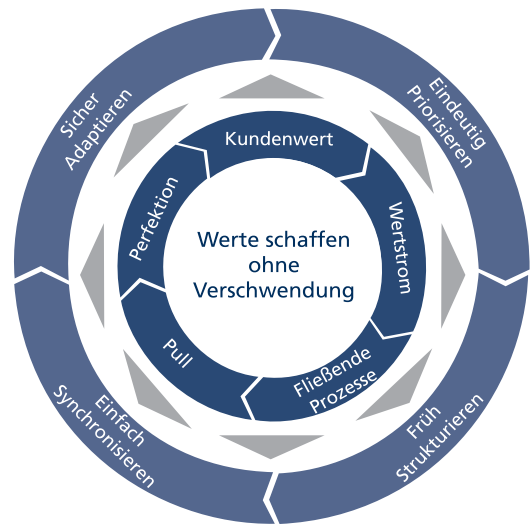 Sicher
Adaptieren
Eindeutig
Priorisieren
Früh
Strukturieren
Einfach
Synchronisieren
Kundenwert
Wertstrom
Fließende
Prozesse
Pull
Perfektion
Werte schaffen
ohne
Verschwendung